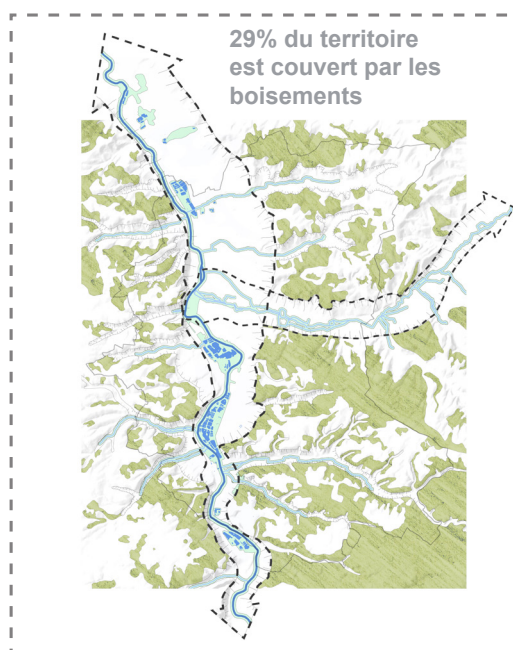 29% du territoire
est couvert par les
boisements